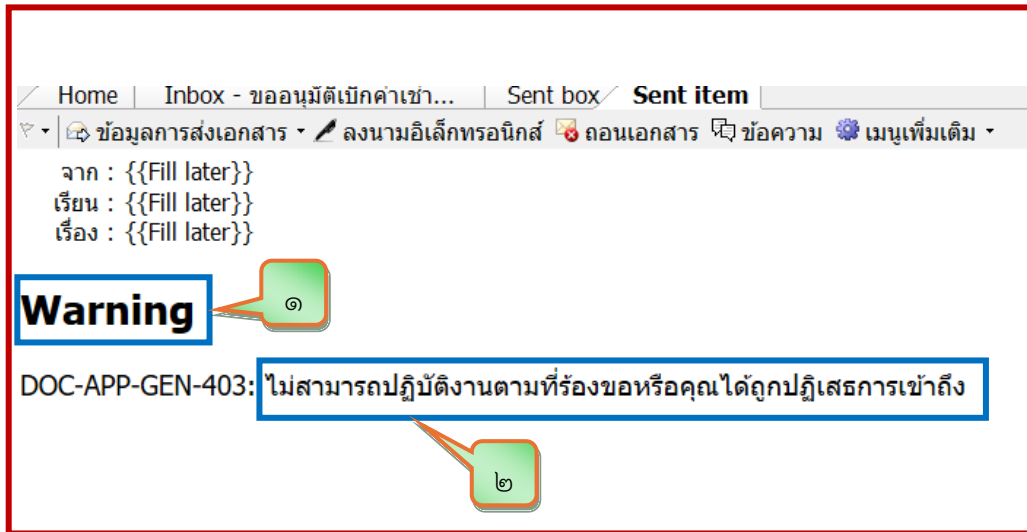 Home | Inbox - ขออนุมัติเบิกค่าเช่า... | Sent box Sent item
ข้อมูลการส่งเอกสาร ลงนามอิเล็กทรอนิกส์ ถอนเอกสาร ข้อความ เมนูเพิ่มเติม
จาก : {{Fill later}}
เรียน : {{Fill later}}
เรื่อง : {{Fill later}}
Warning ๑
DOC-APP-GEN-403: ไม่สามารถปฏิบัติงานตามที่ร้องขอหรือคุณได้ถูกปฏิเสธการเข้าถึง
๒